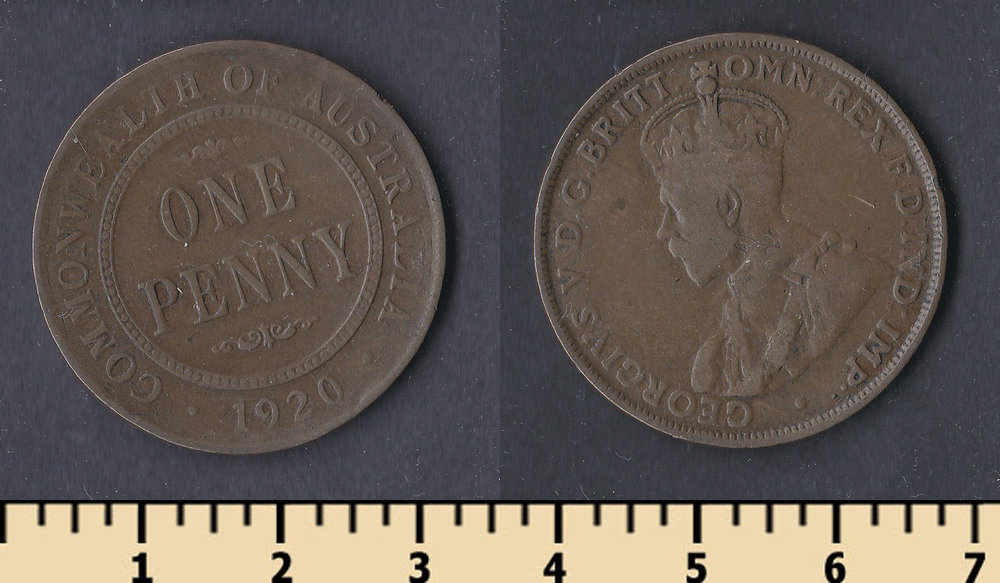 COMMONWEALTH OF AUSTRALIA
ONE
PENNY
· 1920 ·
GEORGIVS V D.G. BRITT: OMN: REX F.D. IND: IMP: ·
1 2 3 4 5 6 7